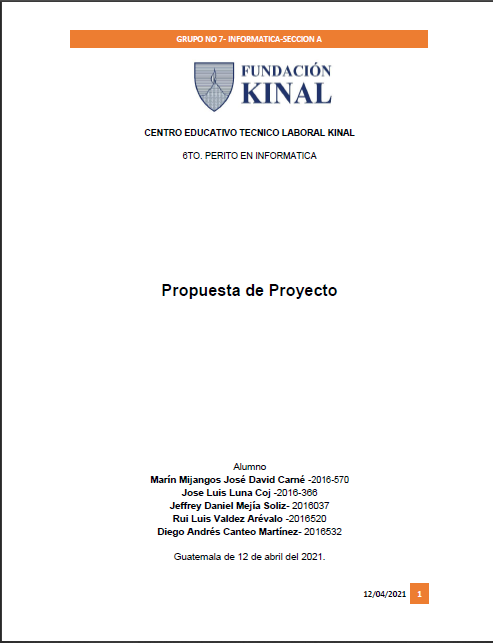 GRUPO NO 7- INFORMATICA-SECCION A
FUNDACIÓN
KINAL
CENTRO EDUCATIVO TECNICO LABORAL KINAL
6TO. PERITO EN INFORMATICA
Propuesta de Proyecto
Alumno
Marín Mijangos José David Carné -2016-570
Jose Luis Luna Coj -2016-366
Jeffrey Daniel Mejía Soliz- 2016037
Rui Luis Valdez Arévalo -2016520
Diego Andrés Canteo Martínez- 2016532
Guatemala de 12 de abril del 2021.
12/04/2021 1